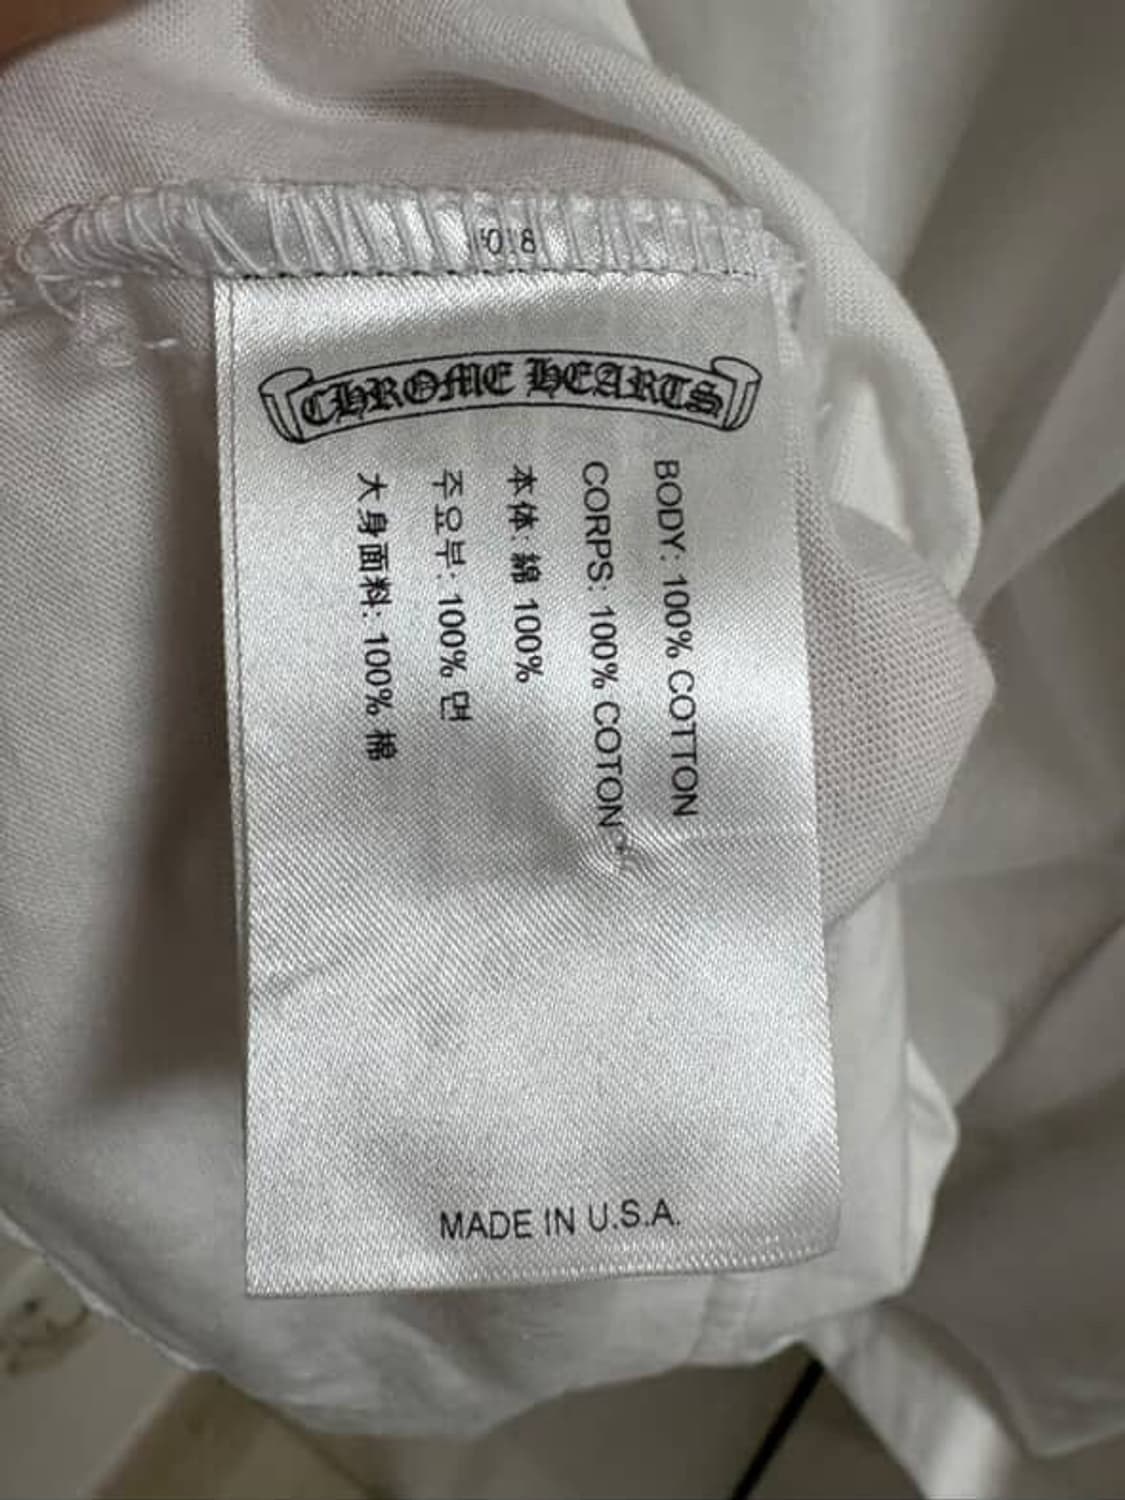 CHROME HEARTS
BODY: 100% COTTON
CORPS: 100% COTON
本体: 綿 100%
주요부: 100% 면
大身面料: 100% 棉
MADE IN U.S.A.